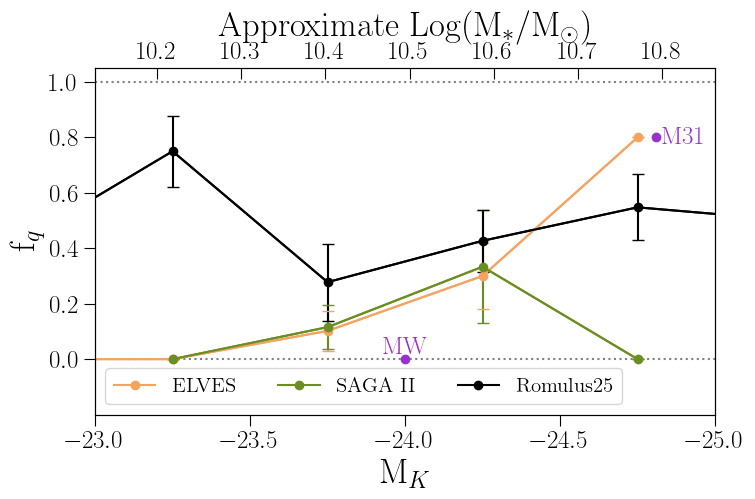 Approximate Log(M*/M☉)
10.2 10.3 10.4 10.5 10.6 10.7 10.8
1.0
M31
0.8
0.6
f_q
0.4
0.2
MW
0.0
ELVES SAGA II Romulus25
−23.0 −23.5 −24.0 −24.5 −25.0
M_K